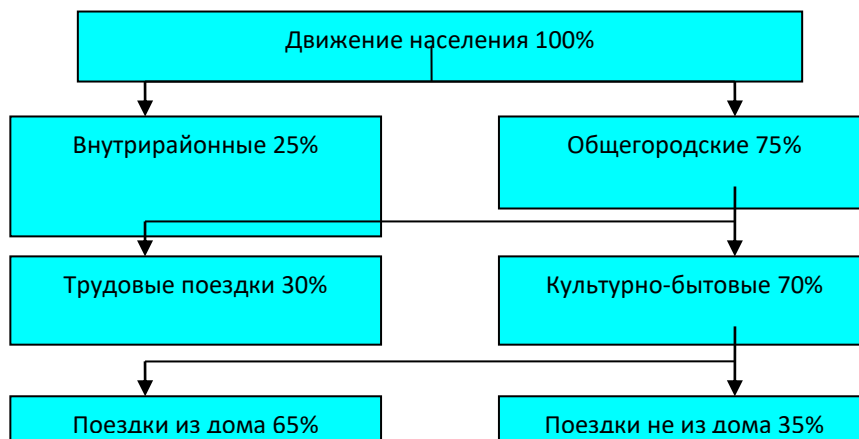 Движение населения 100%
Внутрирайонные 25%
Общегородские 75%
Трудовые поездки 30%
Культурно-бытовые 70%
Поездки из дома 65%
Поездки не из дома 35%